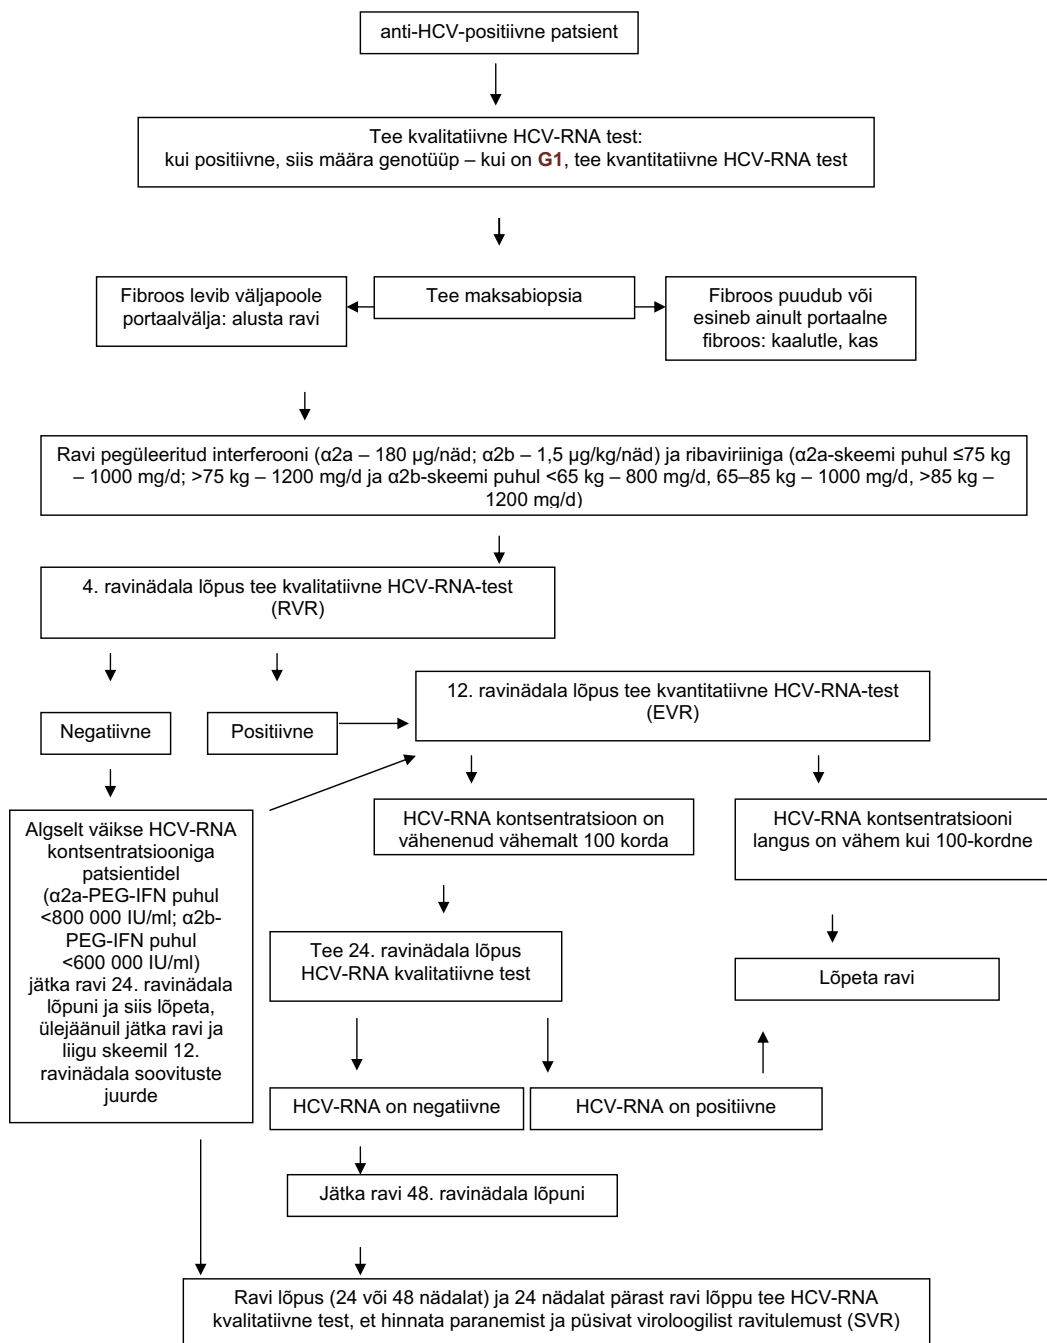 anti-HCV-positiivne patsient
Tee kvalitatiivne HCV-RNA test:
kui positiivne, siis määra genotüüp – kui on G1, tee kvantitatiivne HCV-RNA test
Fibroos levib väljapoole
portaalvälja: alusta ravi
Tee maksabiopsia
Fibroos puudub või
esineb ainult portaalne
fibroos: kaalutle, kas
Ravi pegüleeritud interferooni (α2a – 180 µg/näd; α2b – 1,5 µg/kg/näd) ja ribaviriiniga (α2a-skeemi puhul ≤75 kg
– 1000 mg/d; >75 kg – 1200 mg/d ja α2b-skeemi puhul <65 kg – 800 mg/d, 65–85 kg – 1000 mg/d, >85 kg –
1200 mg/d)
4. ravinädala lõpus tee kvalitatiivne HCV-RNA-test
(RVR)
12. ravinädala lõpus tee kvantitatiivne HCV-RNA-test
(EVR)
Negatiivne
Positiivne
Algselt väikse HCV-RNA
kontsentratsiooniga
patsientidel
(α2a-PEG-IFN puhul
<800 000 IU/ml; α2b-
PEG-IFN puhul
<600 000 IU/ml)
jätka ravi 24. ravinädala
lõpuni ja siis lõpeta,
ülejäänuil jätka ravi ja
liigu skeemil 12.
ravinädala soovituste
juurde
HCV-RNA kontsentratsioon on
vähenenud vähemalt 100 korda
HCV-RNA kontsentratsiooni
langus on vähem kui 100-kordne
Tee 24. ravinädala lõpus
HCV-RNA kvalitatiivne test
Lõpeta ravi
HCV-RNA on negatiivne
HCV-RNA on positiivne
Jätka ravi 48. ravinädala lõpuni
Ravi lõpus (24 või 48 nädalat) ja 24 nädalat pärast ravi lõppu tee HCV-RNA
kvalitatiivne test, et hinnata paranemist ja püsivat viroloogilist ravitulemust (SVR)